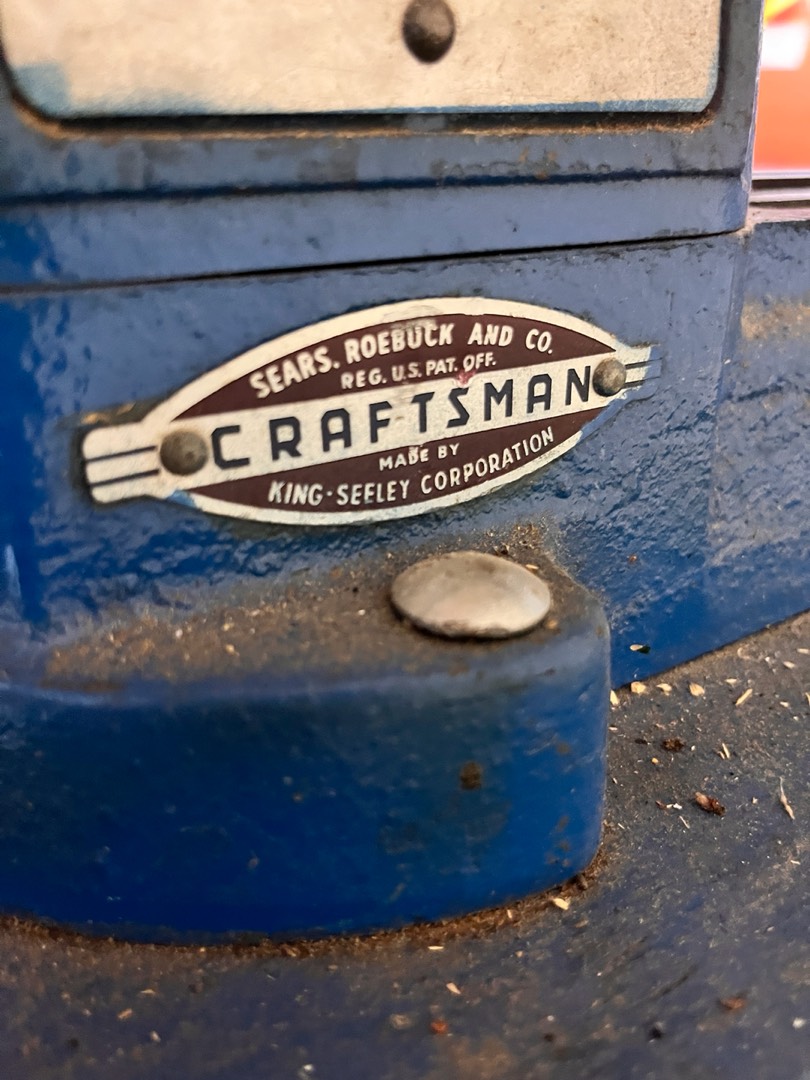 SEARS, ROEBUCK AND CO.
REG. U.S. PAT. OFF.
CRAFTSMAN
MADE BY
KING-SEELEY CORPORATION